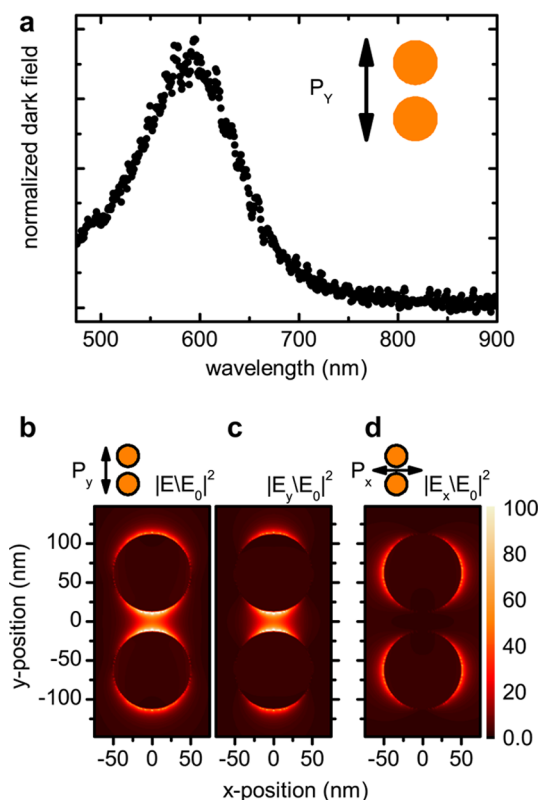 a
normalized dark field
P_Y
500 600 700 800 900
wavelength (nm)
b c d
P_y |E\E_0|^2 |E_y\E_0|^2 P_x |E_x\E_0|^2
y-position (nm)
100
50
0
-50
-100
100
80
60
40
20
0.0
-50 0 50 -50 0 50 -50 0 50
x-position (nm)